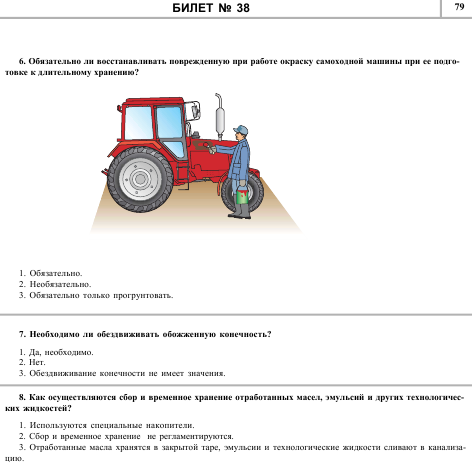 БИЛЕТ № 38
79
6. Обязательно ли восстанавливать поврежденную при работе окраску самоходной машины при ее подго-
товке к длительному хранению?
1. Обязательно.
2. Необязательно.
3. Обязательно только прогрунтовать.
7. Необходимо ли обездвиживать обожженную конечность?
1. Да, необходимо.
2. Нет.
3. Обездвиживание конечности не имеет значения.
8. Как осуществляются сбор и временное хранение отработанных масел, эмульсий и других технологичес-
ких жидкостей?
1. Используются специальные накопители.
2. Сбор и временное хранение не регламентируются.
3. Отработанные масла хранятся в закрытой таре, эмульсии и технологические жидкости сливают в канализа-
цию.